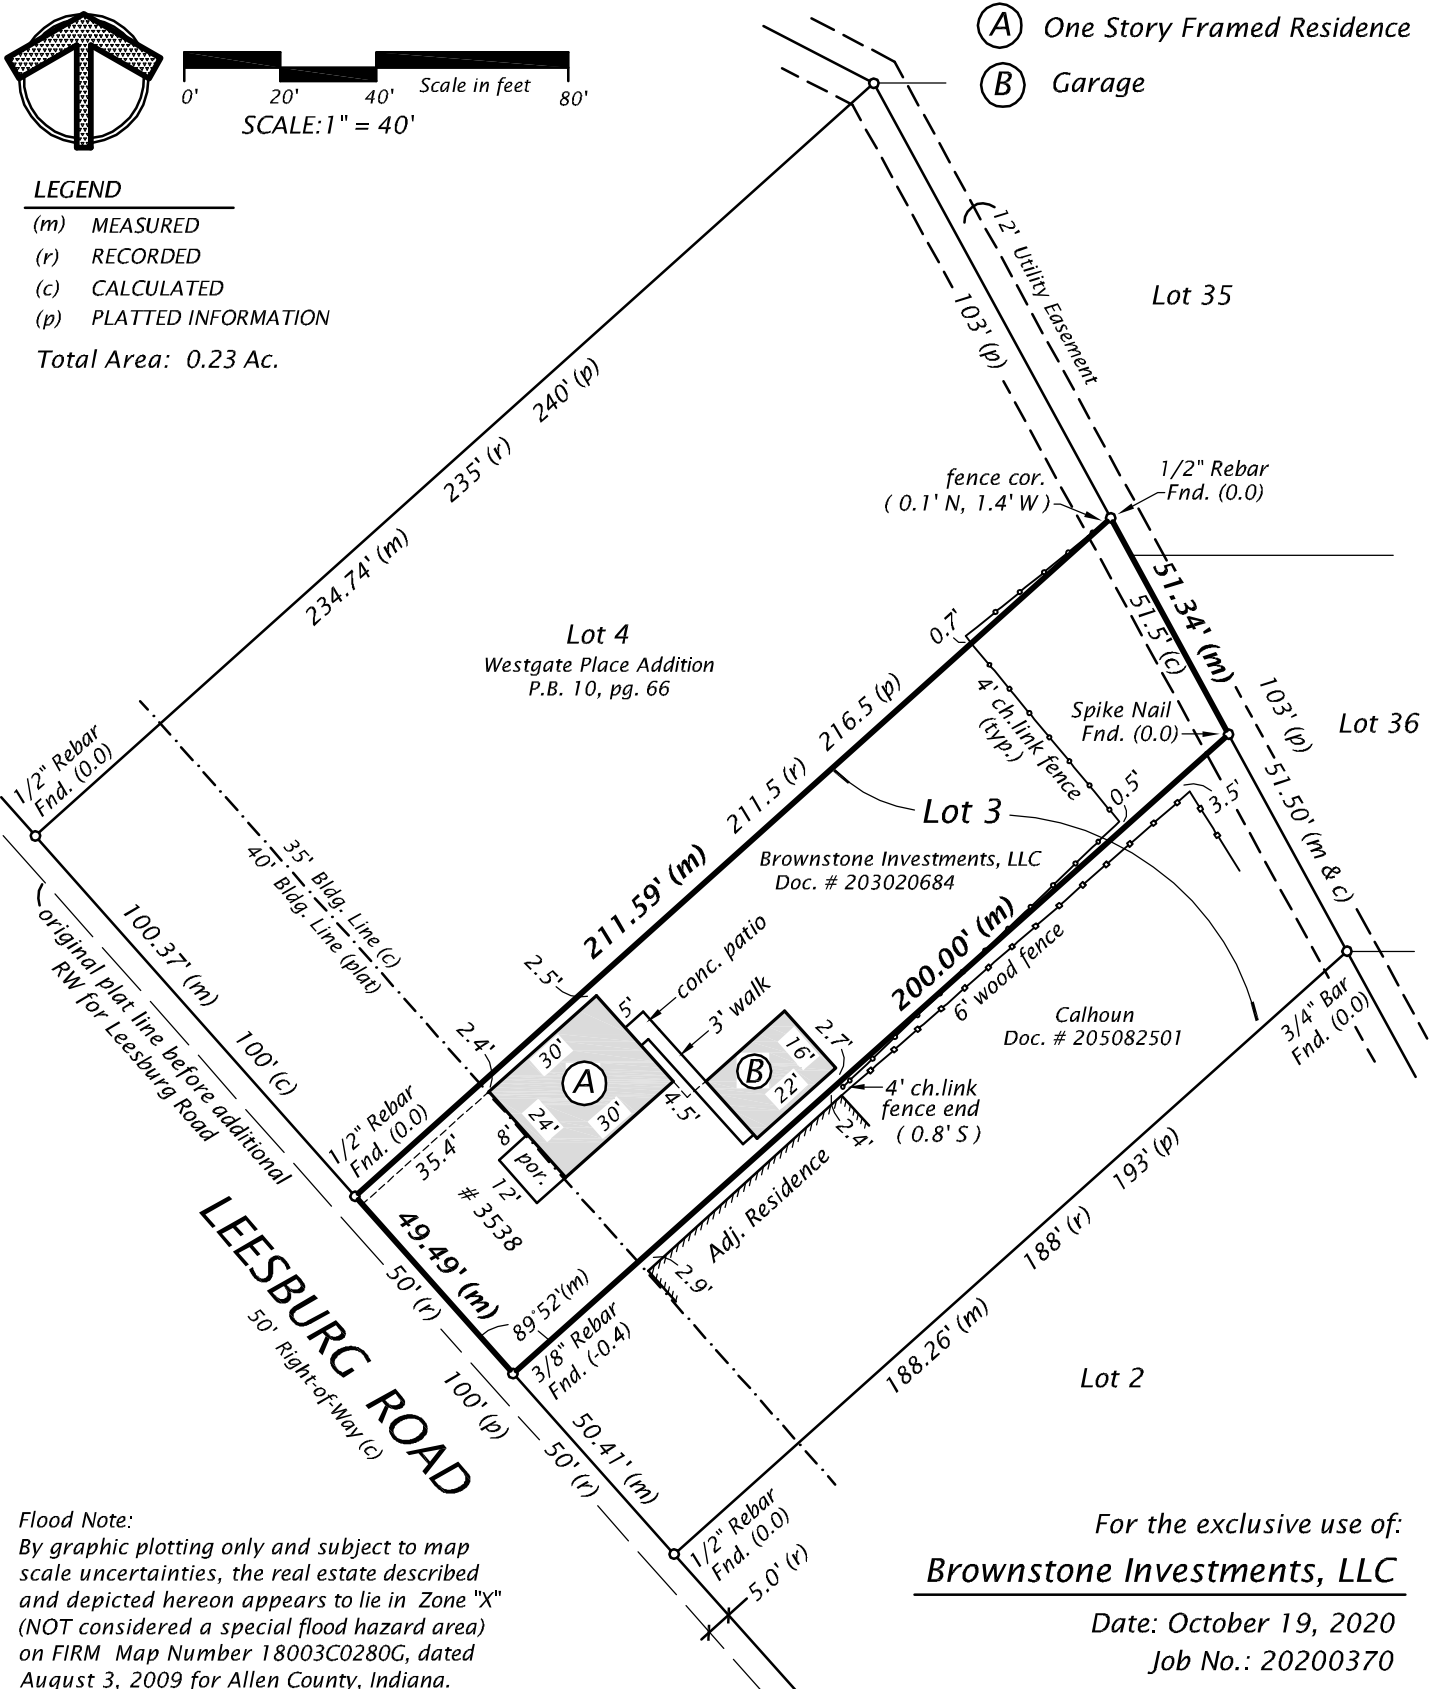 0' 20' 40' Scale in feet 80'
SCALE:1" = 40'
A One Story Framed Residence
B Garage
LEGEND
(m) MEASURED
(r) RECORDED
(c) CALCULATED
(p) PLATTED INFORMATION
Total Area: 0.23 Ac.
12' Utility Easement
103' (p)
Lot 35
240' (p)
235' (r)
234.74' (m)
fence cor.
( 0.1' N, 1.4' W )
1/2" Rebar
Fnd. (0.0)
51.34' (m)
51.5' (c)
0.7'
Lot 4
Westgate Place Addition
P.B. 10, pg. 66
216.5 (p)
211.5 (r)
211.59' (m)
4' ch.link fence
(typ.)
Spike Nail
Fnd. (0.0)
103' (p)
Lot 36
51.50' (m & c)
0.5'
3.5'
Lot 3
1/2" Rebar
Fnd. (0.0)
35' Bldg. Line (c)
40' Bldg. Line (plat)
Brownstone Investments, LLC
Doc. # 203020684
200.00' (m)
6' wood fence
100.37' (m)
100' (c)
original plat line before additional
RW for Leesburg Road
2.5'
2.4'
conc. patio
5'
3' walk
30'
A
24'
30'
4.5'
B
16'
22'
2.7'
Calhoun
Doc. # 205082501
3/4" Bar
Fnd. (0.0)
4' ch.link
fence end
( 0.8' S )
2.4'
1/2" Rebar
Fnd. (0.0)
35.4'
8'
por.
12'
# 3538
Adj. Residence
2.9'
193' (p)
188' (r)
188.26' (m)
LEESBURG ROAD
50' Right-of-Way (c)
49.49' (m)
50' (r)
89°52'(m)
3/8" Rebar
Fnd. (-0.4)
100' (p)
50.41' (m)
50' (r)
Lot 2
1/2" Rebar
Fnd. (0.0)
5.0' (r)
Flood Note:
By graphic plotting only and subject to map
scale uncertainties, the real estate described
and depicted hereon appears to lie in Zone "X"
(NOT considered a special flood hazard area)
on FIRM Map Number 18003C0280G, dated
August 3, 2009 for Allen County, Indiana.
For the exclusive use of:
Brownstone Investments, LLC
Date: October 19, 2020
Job No.: 20200370